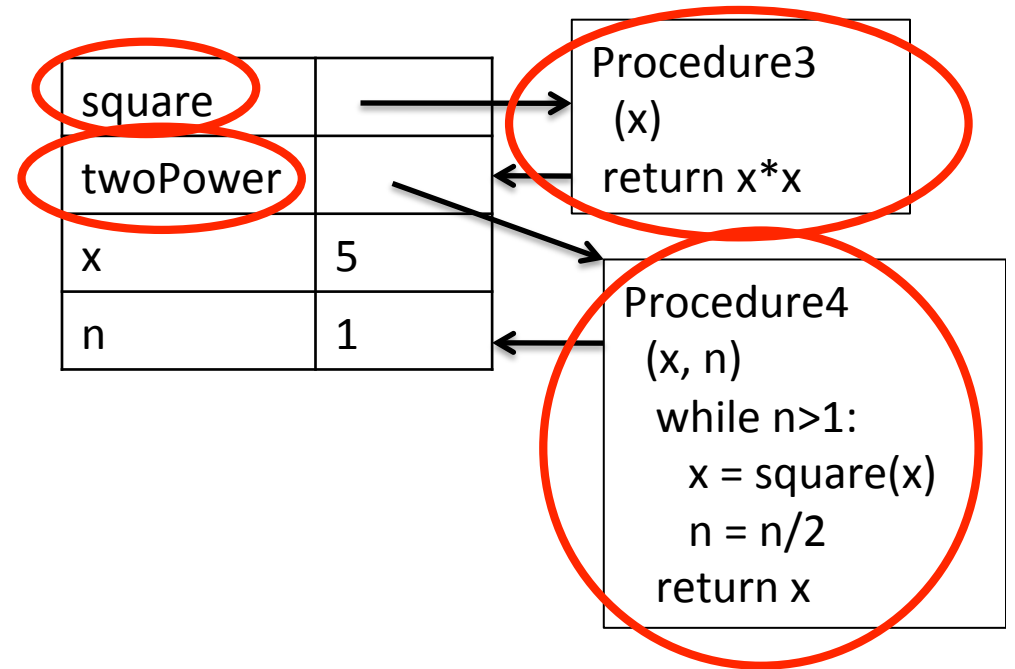 square
twoPower
x 5
n 1
Procedure3
(x)
return x*x
Procedure4
(x, n)
while n>1:
x = square(x)
n = n/2
return x